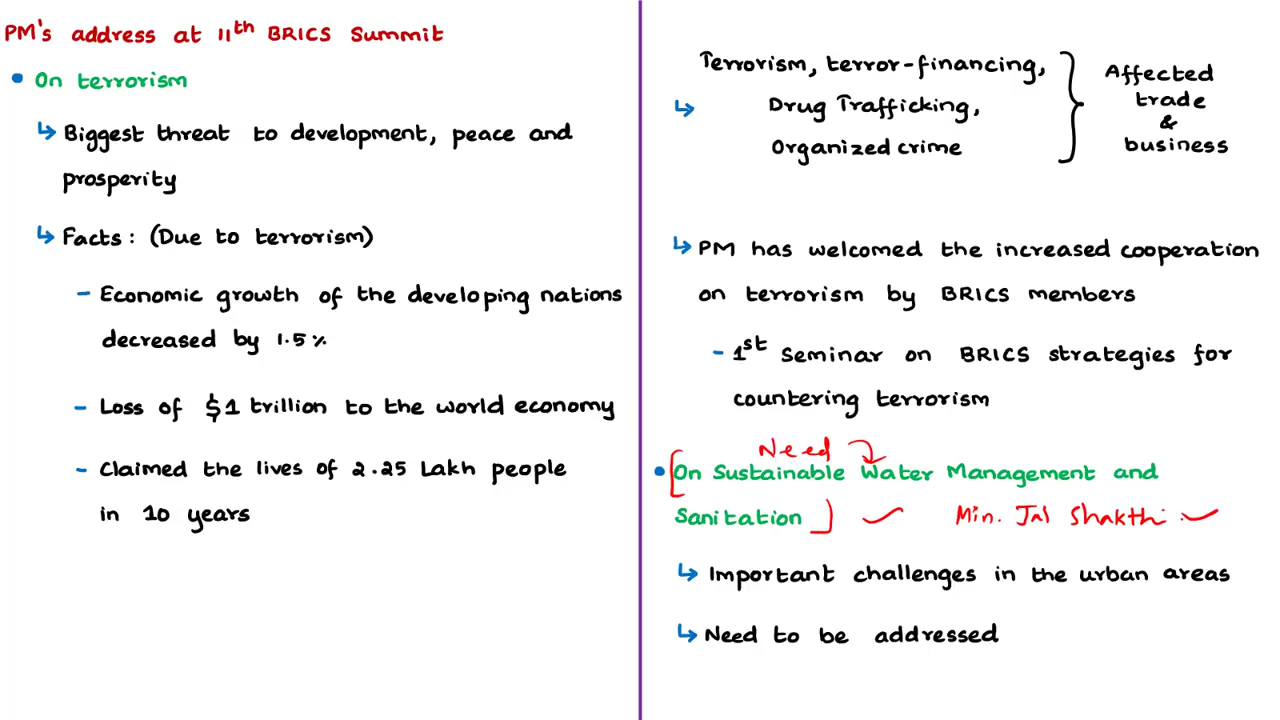 PM's address at 11th BRICS Summit
• On terrorism
↳ Biggest threat to development, peace and
prosperity
↳ Facts: (Due to terrorism)
- Economic growth of the developing nations
decreased by 1.5%
- Loss of $1 trillion to the world economy
- Claimed the lives of 2.25 Lakh people
in 10 years
Terrorism, terror-financing,
↳ Drug Trafficking,
Organized crime
Affected
trade
&
business
↳ PM has welcomed the increased cooperation
on terrorism by BRICS members
- 1st Seminar on BRICS strategies for
countering terrorism
Need
• [On Sustainable Water Management and
Sanitation] ✓ Min. Jal Shakthi ✓
↳ Important challenges in the urban areas
↳ Need to be addressed